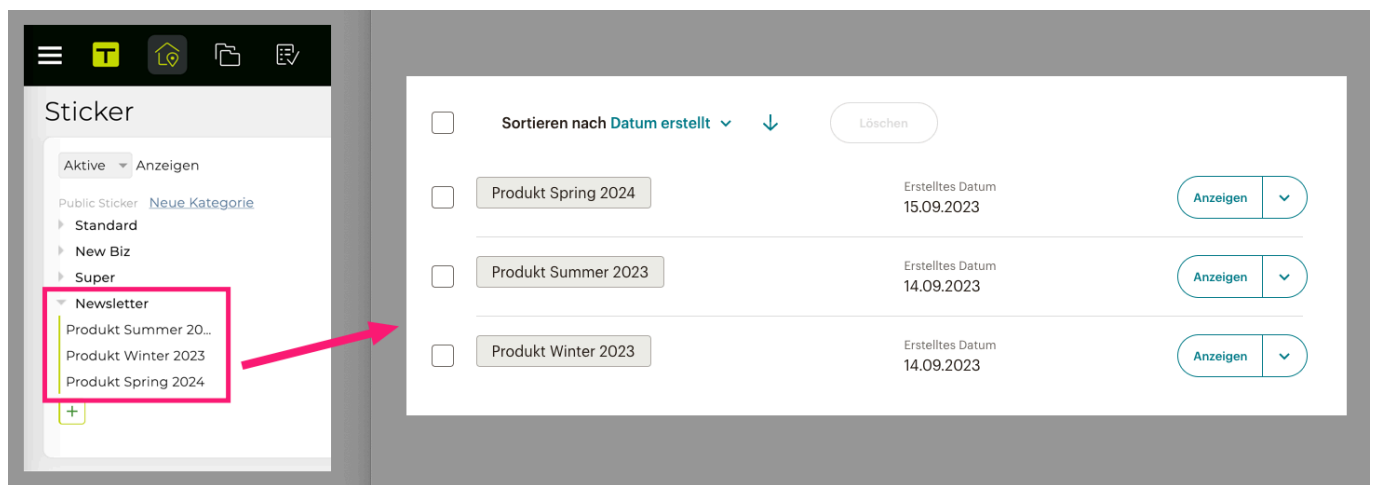 T
Sticker
Aktive Anzeigen
Public Sticker Neue Kategorie
Standard
New Biz
Super
Newsletter
Produkt Summer 20...
Produkt Winter 2023
Produkt Spring 2024
+
Sortieren nach Datum erstellt Löschen
Produkt Spring 2024
Erstelltes Datum
15.09.2023
Anzeigen
Produkt Summer 2023
Erstelltes Datum
14.09.2023
Anzeigen
Produkt Winter 2023
Erstelltes Datum
14.09.2023
Anzeigen